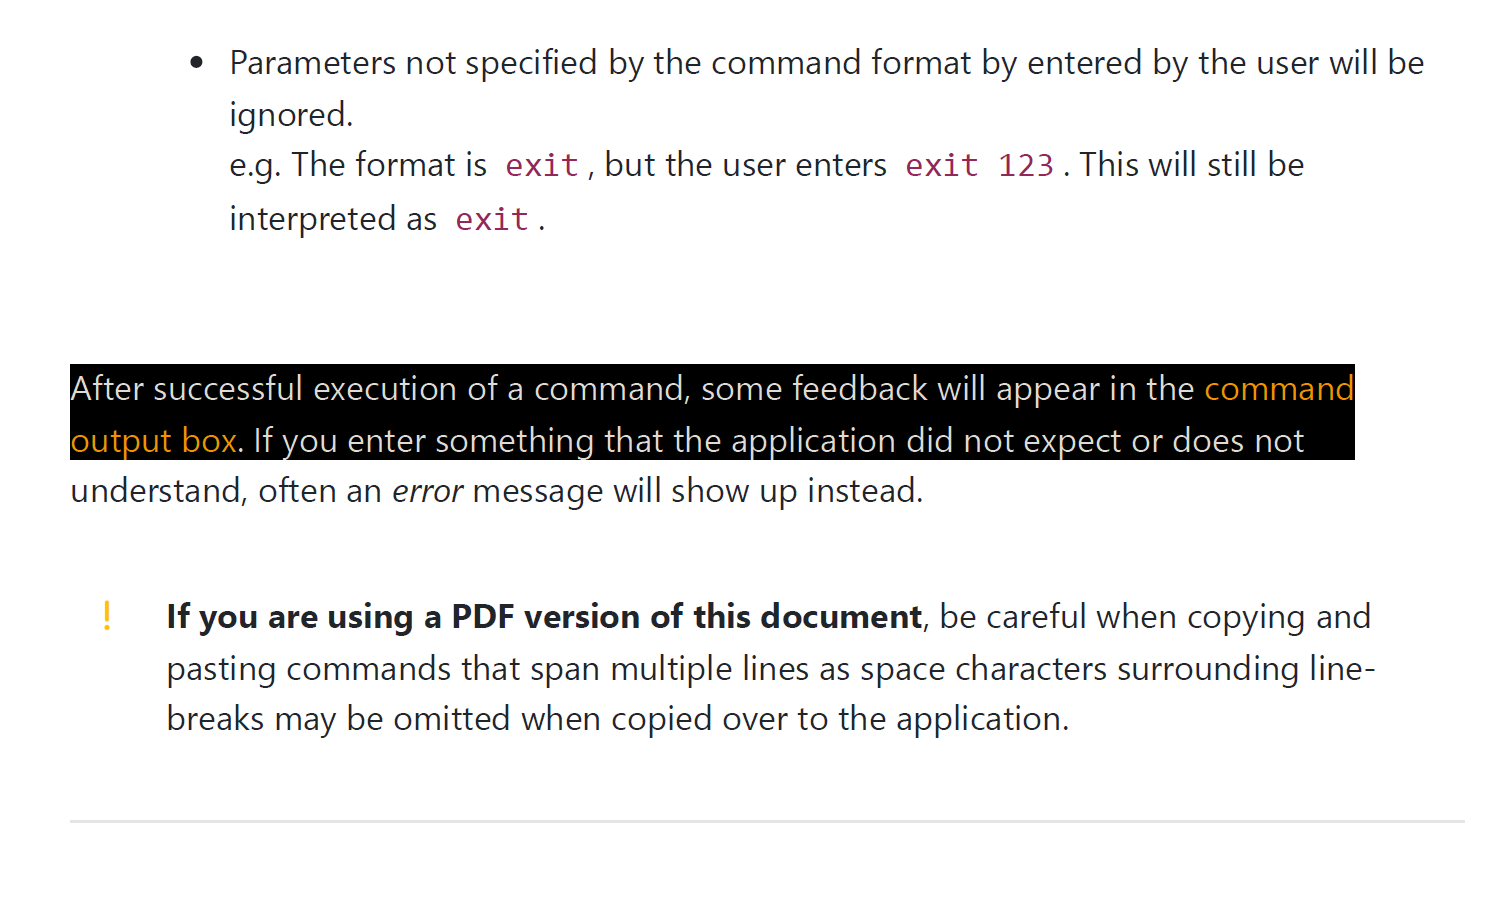 • Parameters not specified by the command format by entered by the user will be
ignored.
e.g. The format is exit , but the user enters exit 123 . This will still be
interpreted as exit .
After successful execution of a command, some feedback will appear in the command
output box. If you enter something that the application did not expect or does not
understand, often an error message will show up instead.
! If you are using a PDF version of this document, be careful when copying and
pasting commands that span multiple lines as space characters surrounding line-
breaks may be omitted when copied over to the application.